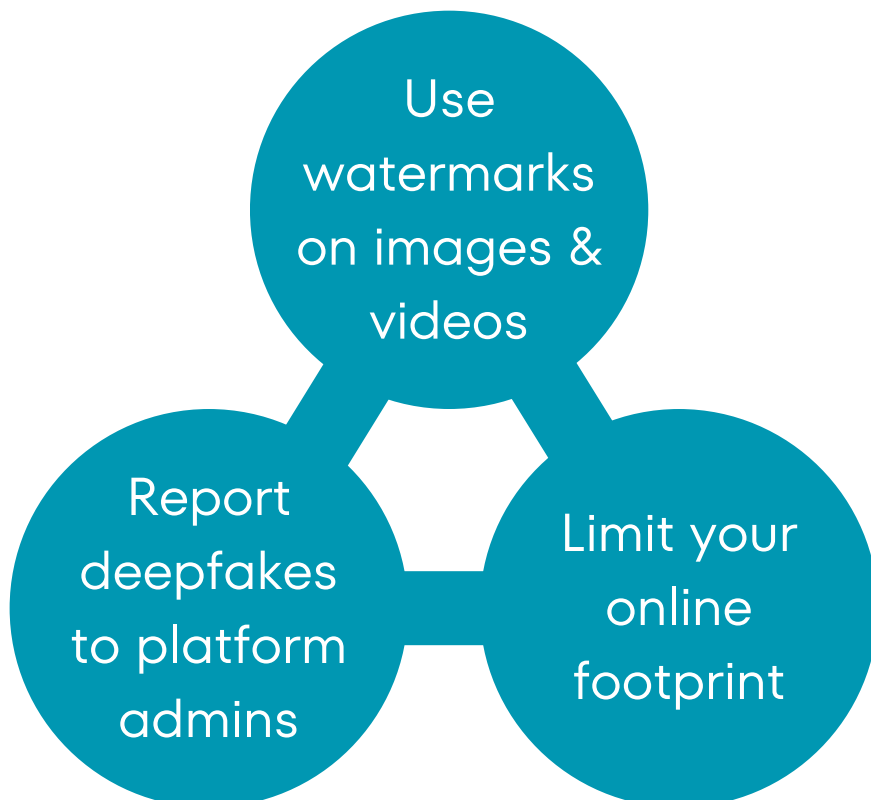 Use
watermarks
on images &
videos
Report
deepfakes
to platform
admins
Limit your
online
footprint